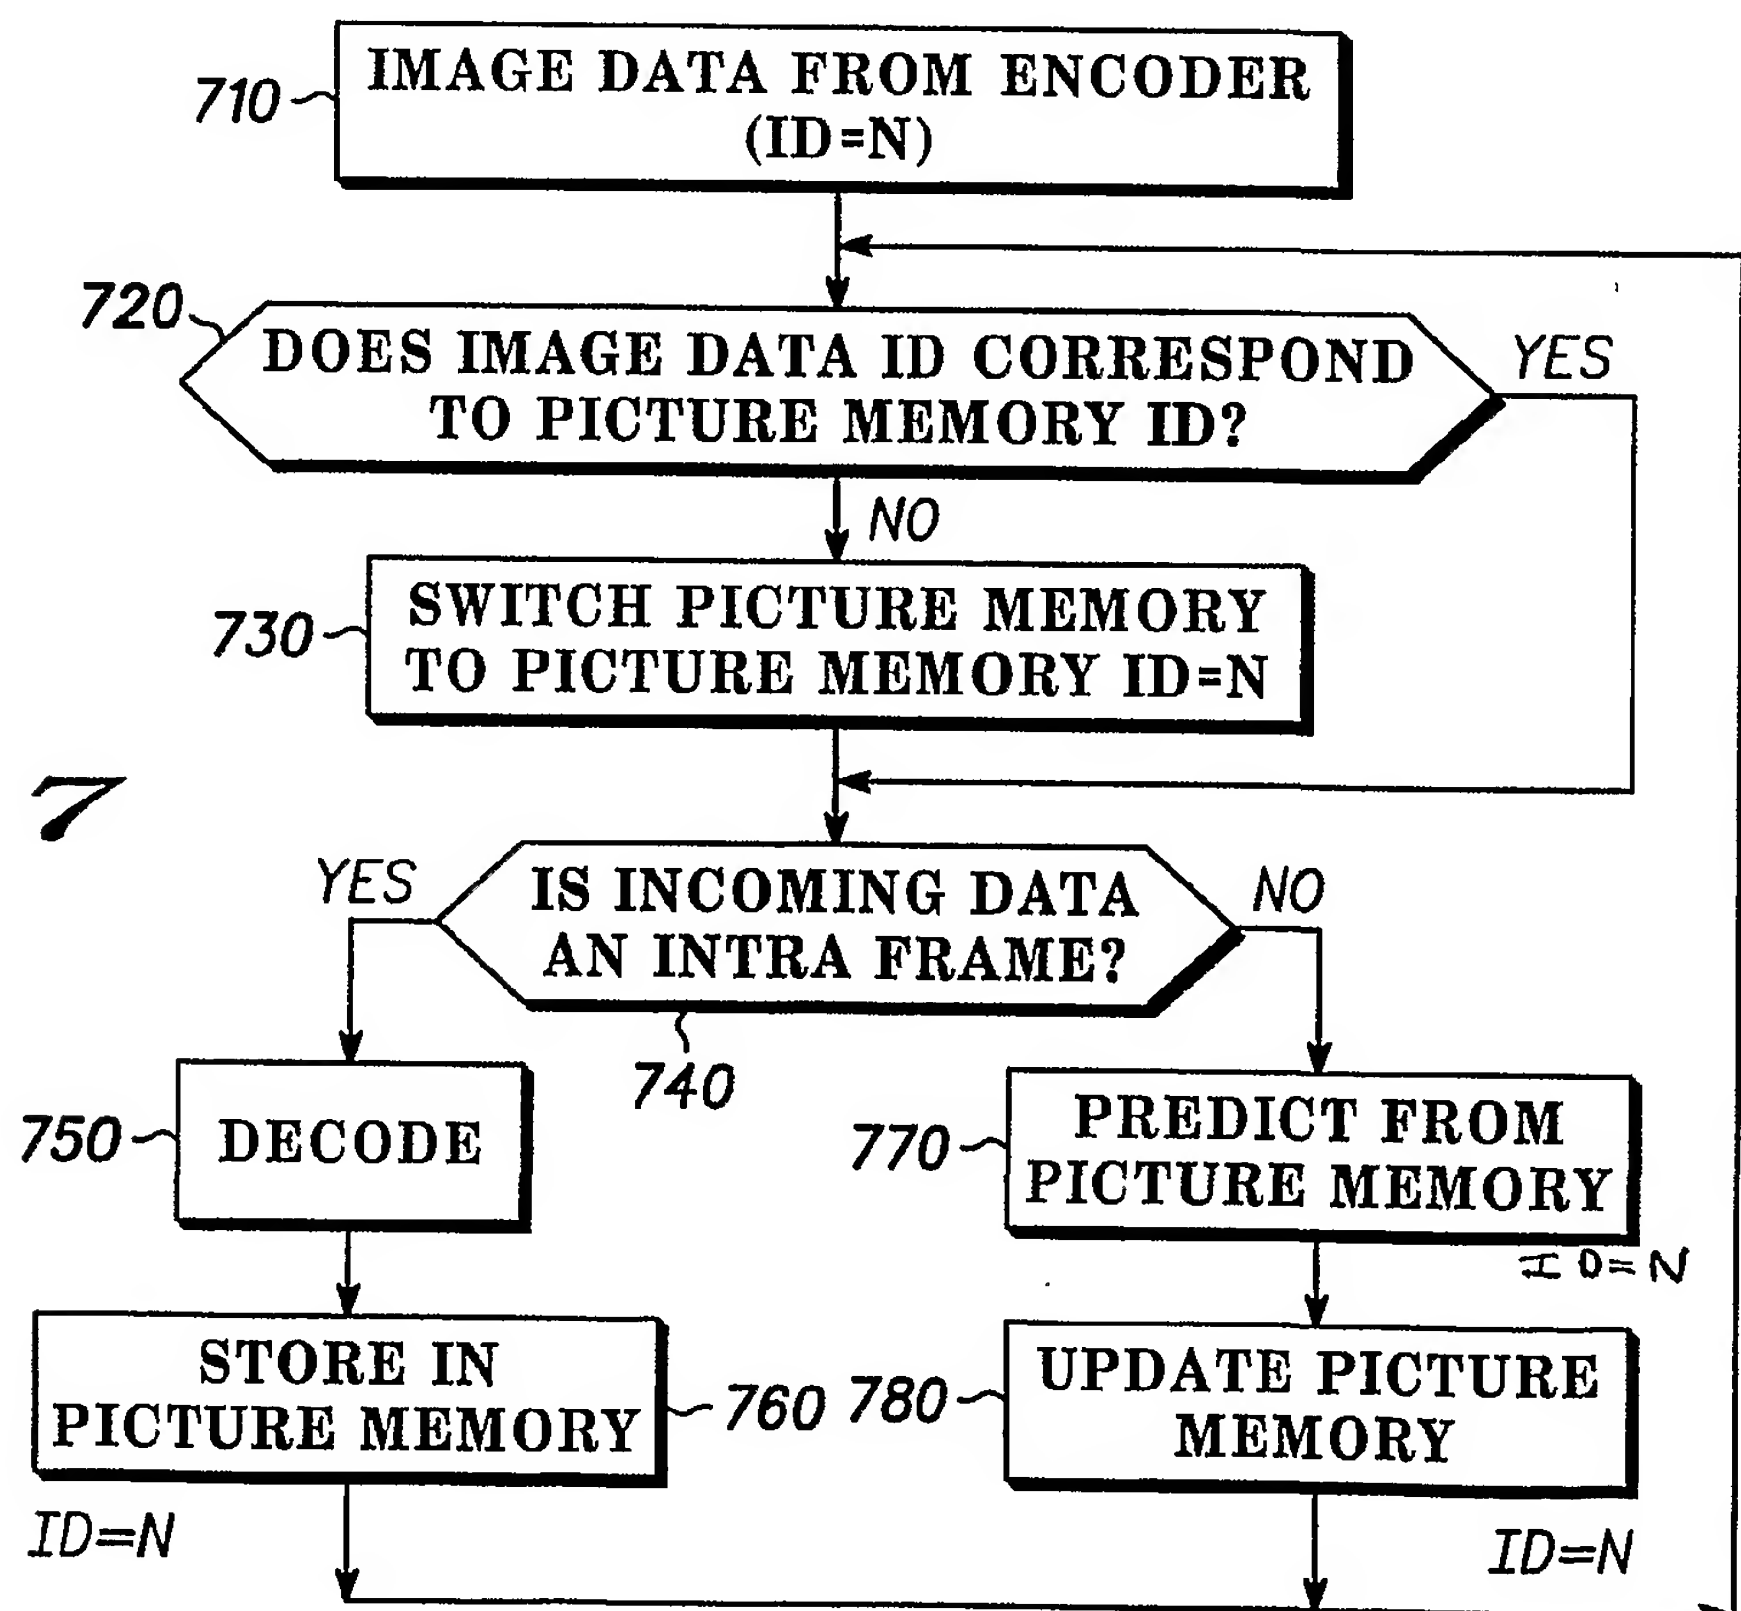 710
IMAGE DATA FROM ENCODER
(ID=N)
720
DOES IMAGE DATA ID CORRESPOND
TO PICTURE MEMORY ID?
YES
NO
730
SWITCH PICTURE MEMORY
TO PICTURE MEMORY ID=N
7
YES
IS INCOMING DATA
AN INTRA FRAME?
NO
740
750
DECODE
770
PREDICT FROM
PICTURE MEMORY
ID=N
STORE IN
PICTURE MEMORY
760
780
UPDATE PICTURE
MEMORY
ID=N
ID=N